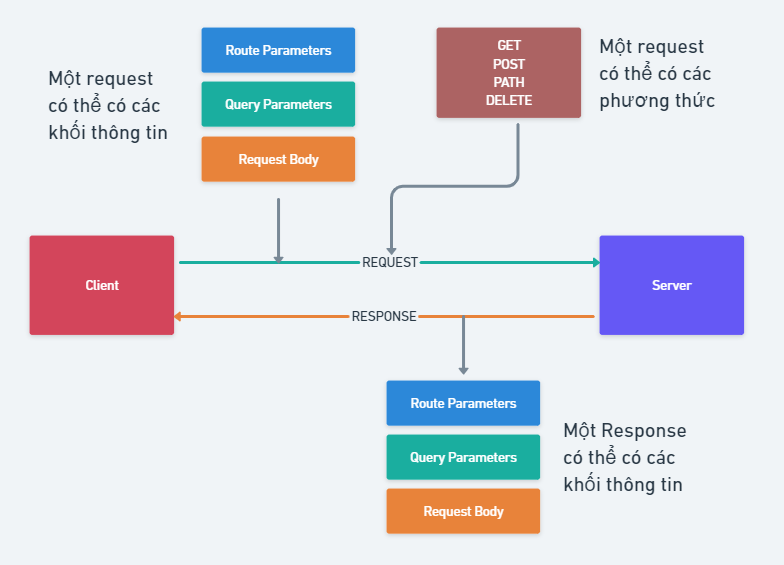 Một request
có thể có các
khối thông tin
Route Parameters
Query Parameters
Request Body
GET
POST
PATH
DELETE
Một request
có thể có các
phương thức
Client
REQUEST
RESPONSE
Server
Route Parameters
Query Parameters
Request Body
Một Response
có thể có các
khối thông tin